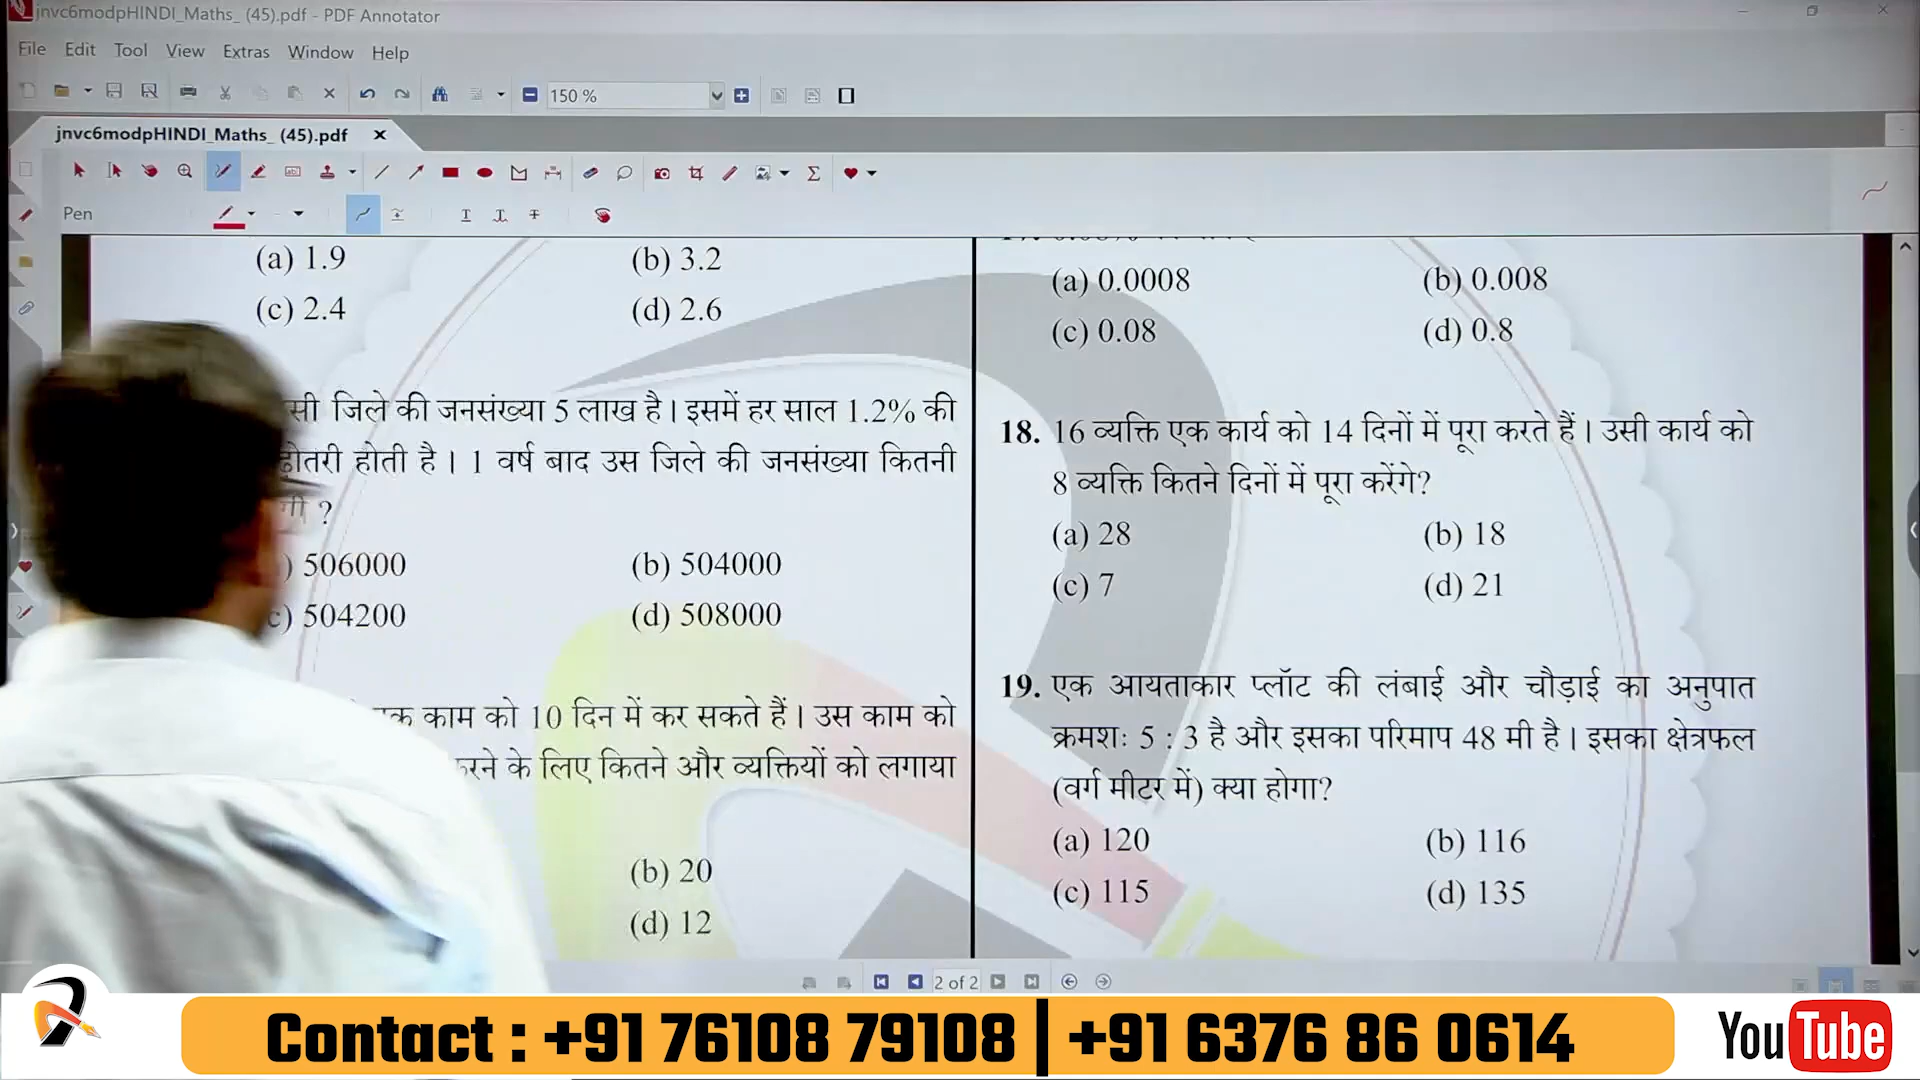 jnvc6modpHINDI_Maths_ (45).pdf - PDF Annotator
File Edit Tool View Extras Window Help
150 %
jnvc6modpHINDI_Maths_ (45).pdf
Pen
(a) 1.9 (b) 3.2
(c) 2.4 (d) 2.6
जिले की जनसंख्या 5 लाख है। इसमें हर साल 1.2% की
होती है। 1 वर्ष बाद उस जिले की जनसंख्या कितनी
?
) 506000 (b) 504000
c) 504200 (d) 508000
काम को 10 दिन में कर सकते हैं। उस काम को
के लिए कितने और व्यक्तियों को लगाया
(b) 20
(d) 12
(a) 0.0008 (b) 0.008
(c) 0.08 (d) 0.8
18. 16 व्यक्ति एक कार्य को 14 दिनों में पूरा करते हैं। उसी कार्य को
8 व्यक्ति कितने दिनों में पूरा करेंगे?
(a) 28 (b) 18
(c) 7 (d) 21
19. एक आयताकार प्लॉट की लंबाई और चौड़ाई का अनुपात
क्रमशः 5 : 3 है और इसका परिमाप 48 मी है। इसका क्षेत्रफल
(वर्ग मीटर में) क्या होगा?
(a) 120 (b) 116
(c) 115 (d) 135
2 of 2
Contact : +91 76108 79108 | +91 6376 86 0614
YouTube